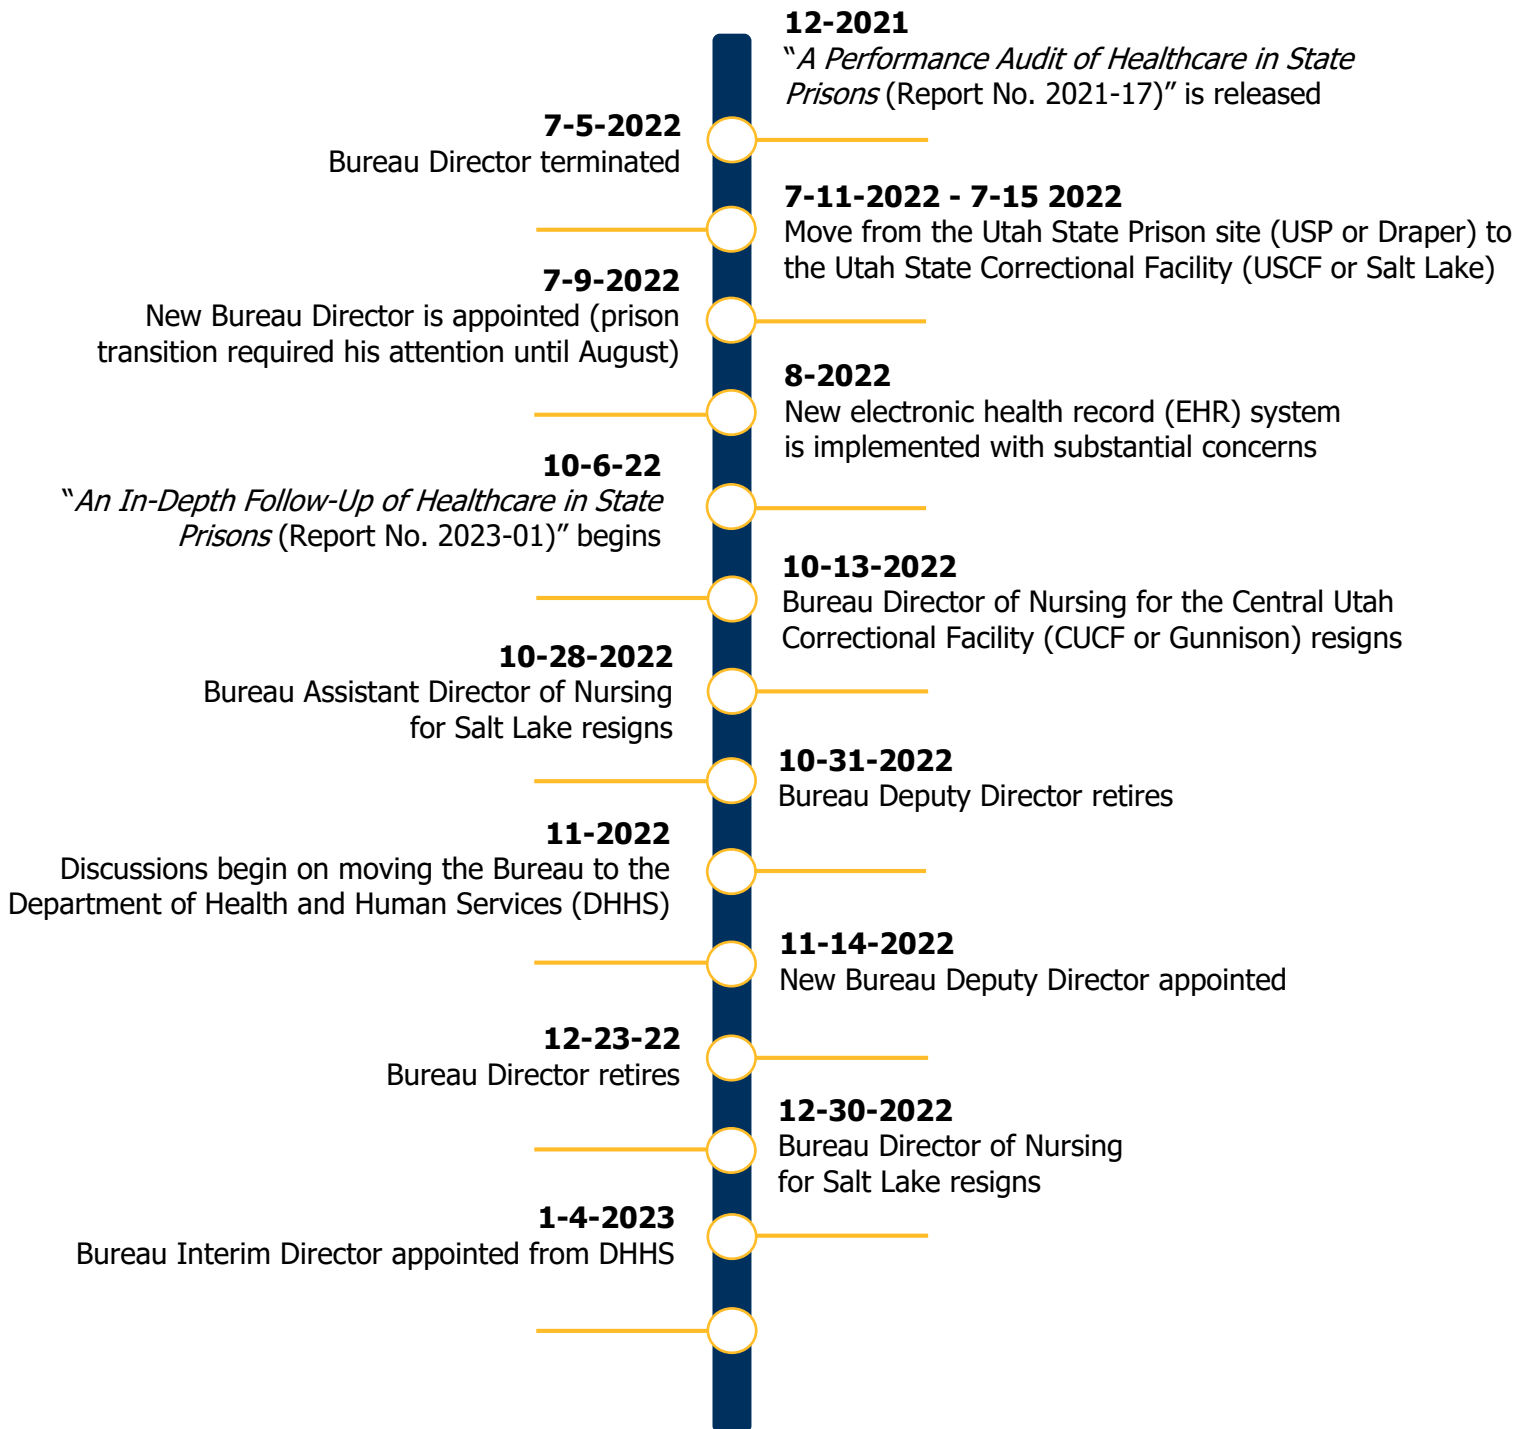 12-2021
“A Performance Audit of Healthcare in State
Prisons (Report No. 2021-17)” is released
7-5-2022
Bureau Director terminated
7-11-2022 - 7-15 2022
Move from the Utah State Prison site (USP or Draper) to
the Utah State Correctional Facility (USCF or Salt Lake)
7-9-2022
New Bureau Director is appointed (prison
transition required his attention until August)
8-2022
New electronic health record (EHR) system
is implemented with substantial concerns
10-6-22
“An In-Depth Follow-Up of Healthcare in State
Prisons (Report No. 2023-01)” begins
10-13-2022
Bureau Director of Nursing for the Central Utah
Correctional Facility (CUCF or Gunnison) resigns
10-28-2022
Bureau Assistant Director of Nursing
for Salt Lake resigns
10-31-2022
Bureau Deputy Director retires
11-2022
Discussions begin on moving the Bureau to the
Department of Health and Human Services (DHHS)
11-14-2022
New Bureau Deputy Director appointed
12-23-22
Bureau Director retires
12-30-2022
Bureau Director of Nursing
for Salt Lake resigns
1-4-2023
Bureau Interim Director appointed from DHHS